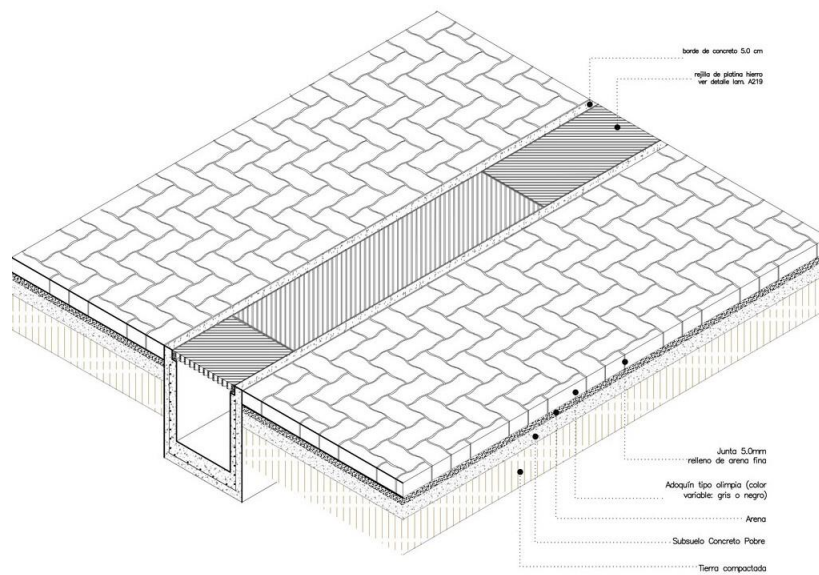 borde de concreto 5.0 cm
rejilla de platina hierro
ver detalle lam. A219
Junta 5.0mm
relleno de arena fina
Adoquín tipo olimpia (color
variable: gris o negro)
Arena
Subsuelo Concreto Pobre
Tierra compactada